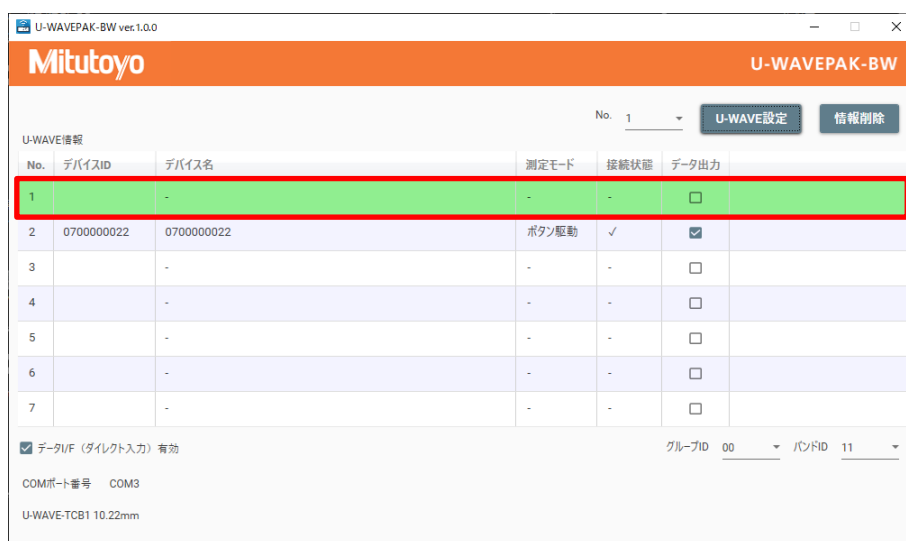 U-WAVEPAK-BW ver.1.0.0
Mitutoyo U-WAVEPAK-BW
No. 1 U-WAVE設定 情報削除
U-WAVE情報
No. デバイスID デバイス名 測定モード 接続状態 データ出力
1 - - -
2 0700000022 0700000022 ボタン駆動 ✓
3 - - -
4 - - -
5 - - -
6 - - -
7 - - -
データI/F（ダイレクト入力）有効 グループID 00 バンドID 11
COMポート番号 COM3
U-WAVE-TCB1 10.22mm